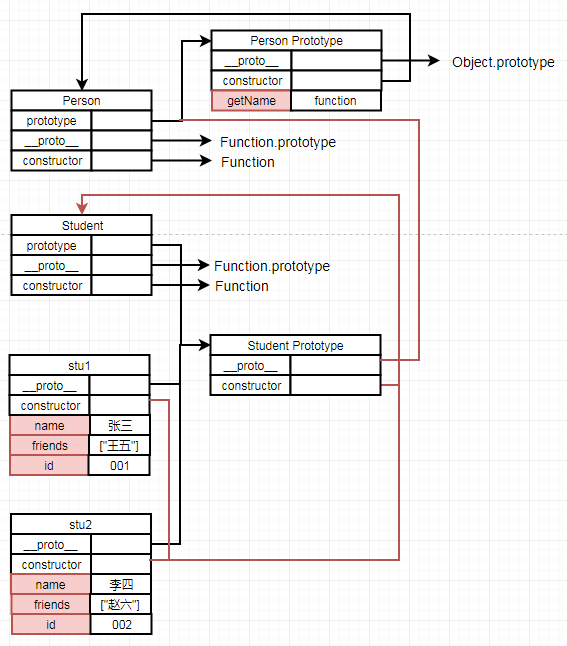 Person Prototype
__proto__
constructor
getName function
Object.prototype
Person
prototype
__proto__
constructor
Function.prototype
Function
Student
prototype
__proto__
constructor
Function.prototype
Function
Student Prototype
__proto__
constructor
stu1
__proto__
constructor
name 张三
friends ["王五"]
id 001
stu2
__proto__
constructor
name 李四
friends ["赵六"]
id 002